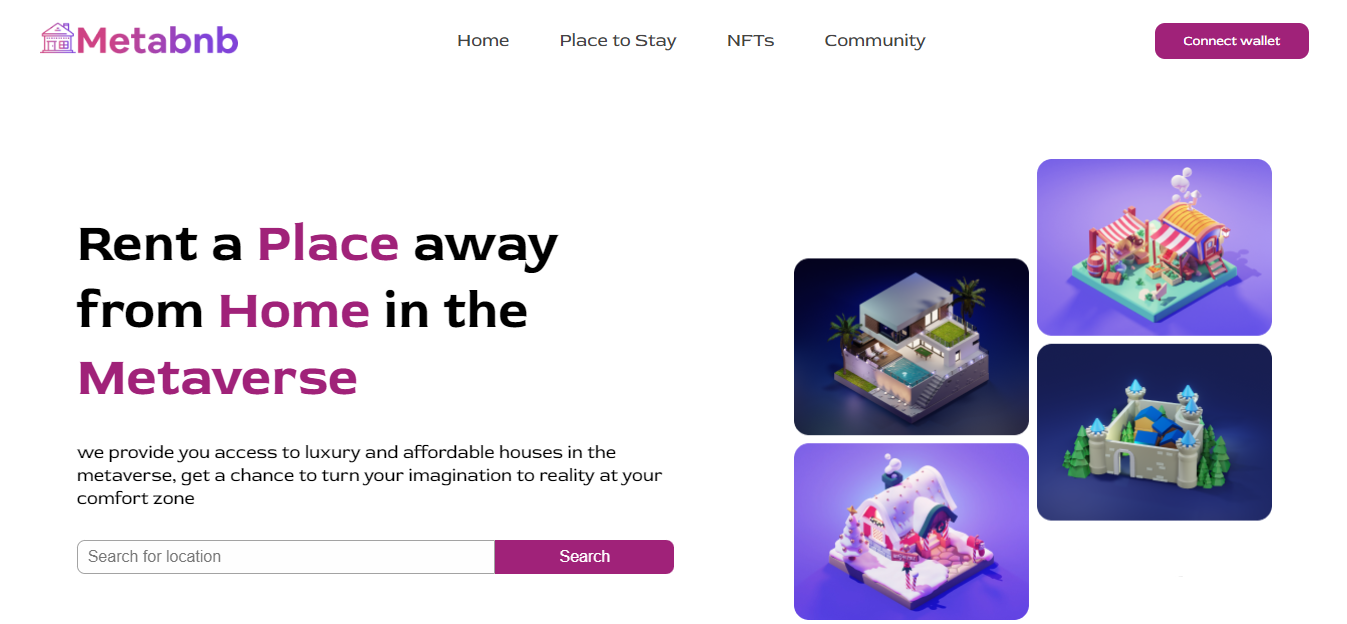 Metabnb
Home
Place to Stay
NFTs
Community
Connect wallet
Rent a Place away
from Home in the
Metaverse
we provide you access to luxury and affordable houses in the
metaverse, get a chance to turn your imagination to reality at your
comfort zone
Search for location
Search